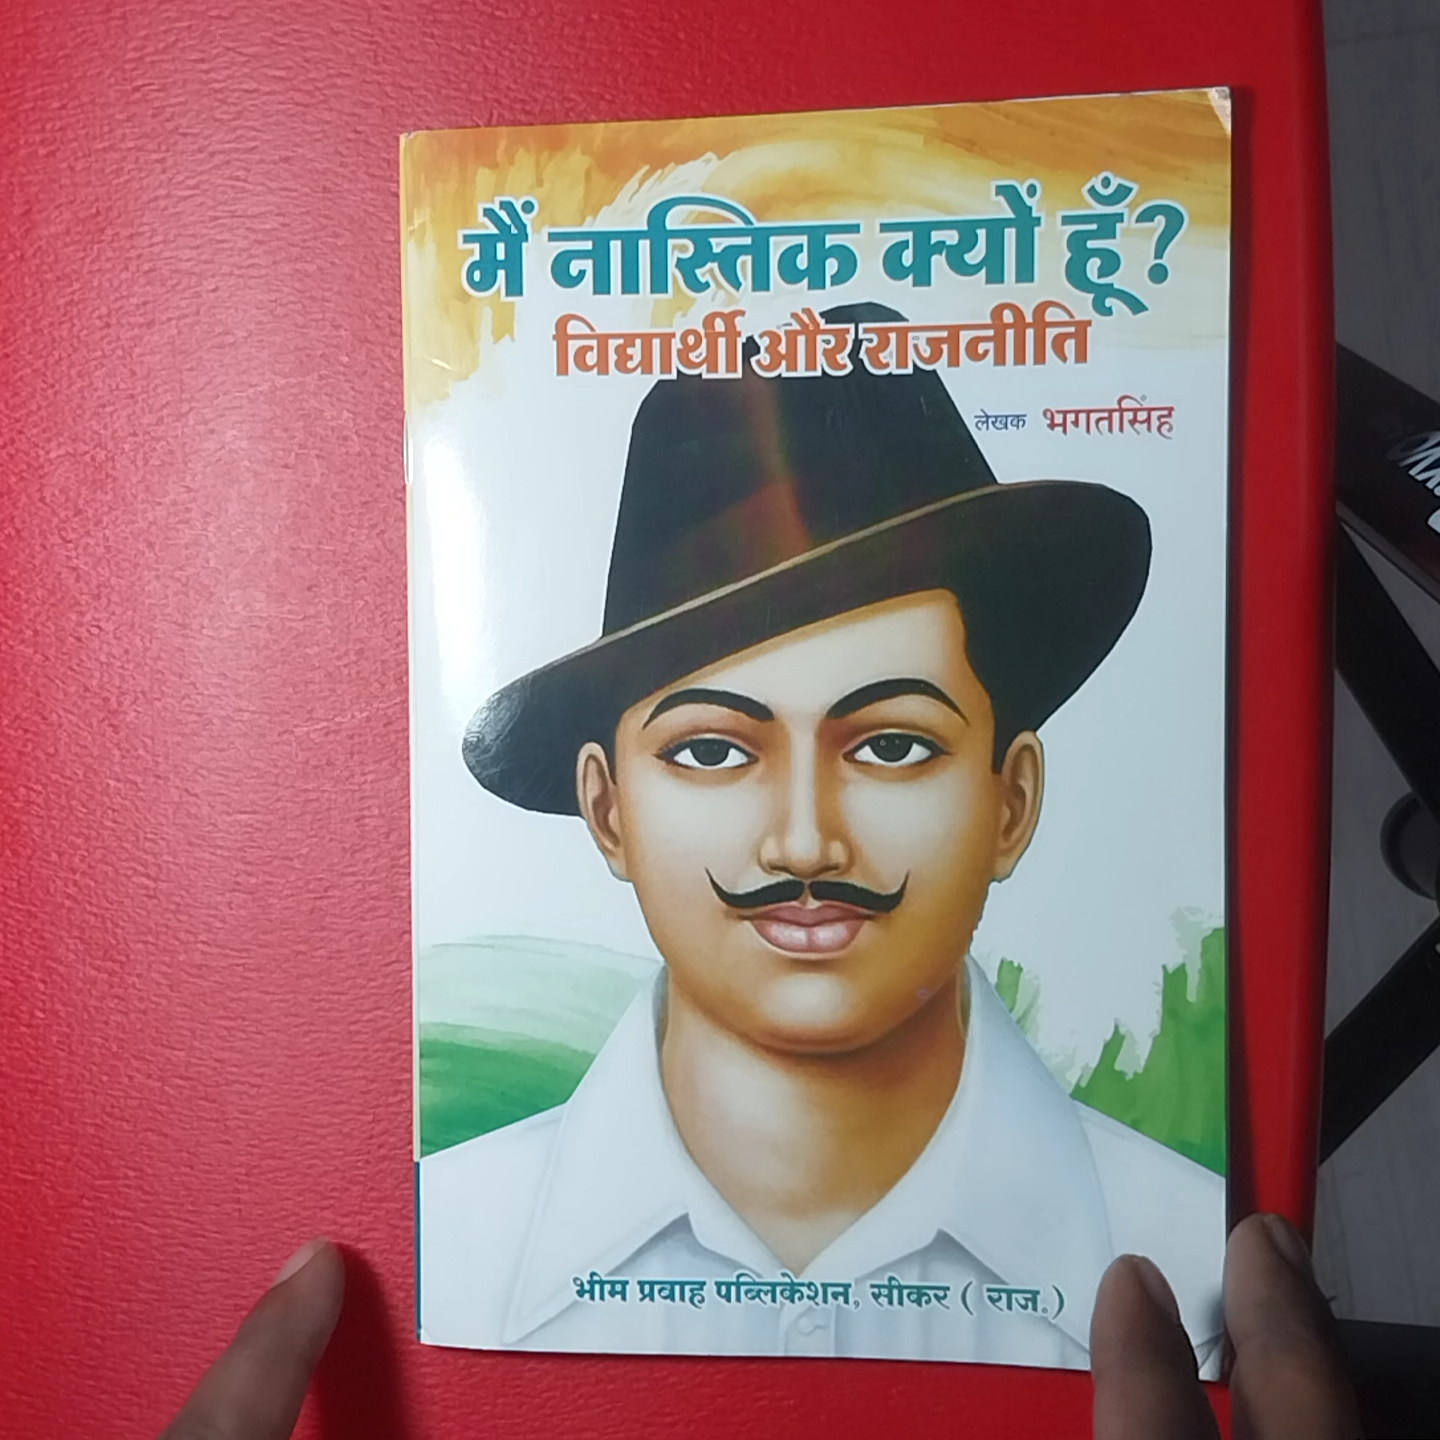 मैं नास्तिक क्यों हूँ?
विद्यार्थी और राजनीति
लेखक भगतसिंह
भीम प्रवाह पब्लिकेशन, सीकर ( राज.)